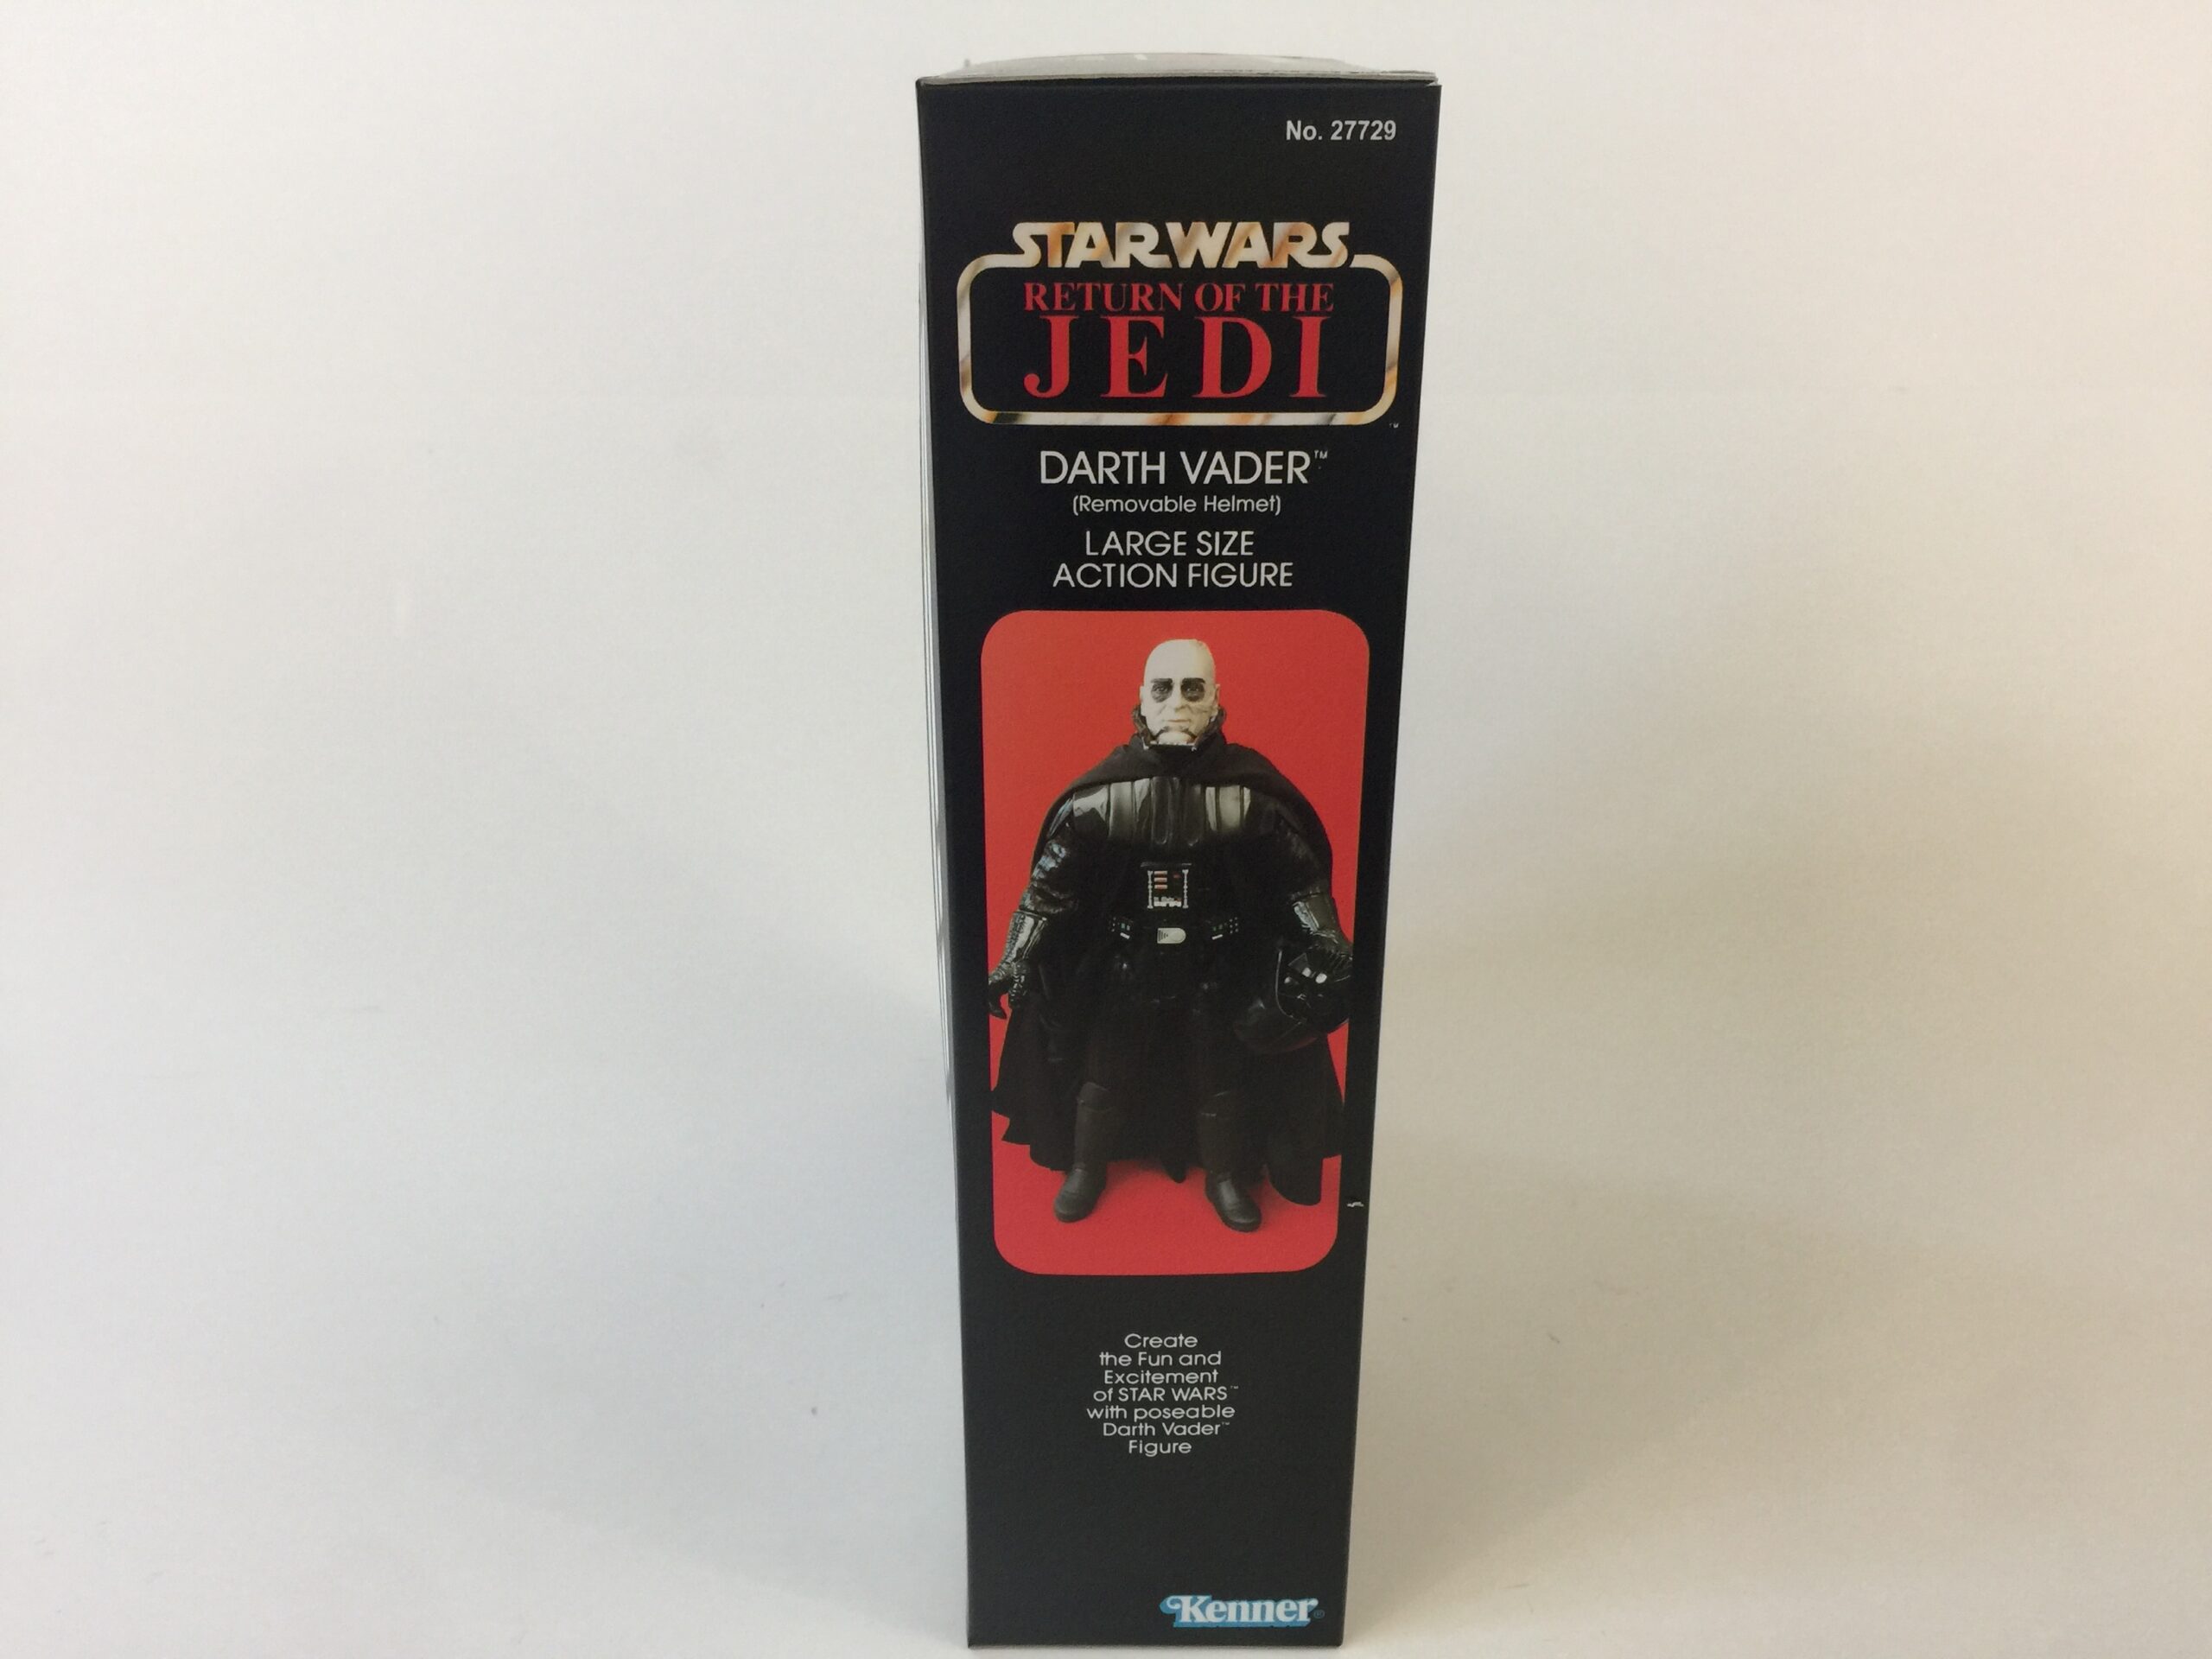 No. 27729
STAR WARS
RETURN OF THE
JEDI
TM
DARTH VADER™
(Removable Helmet)
LARGE SIZE
ACTION FIGURE
Create
the Fun and
Excitement
of STAR WARS™
with poseable
Darth Vader™
Figure
Kenner®